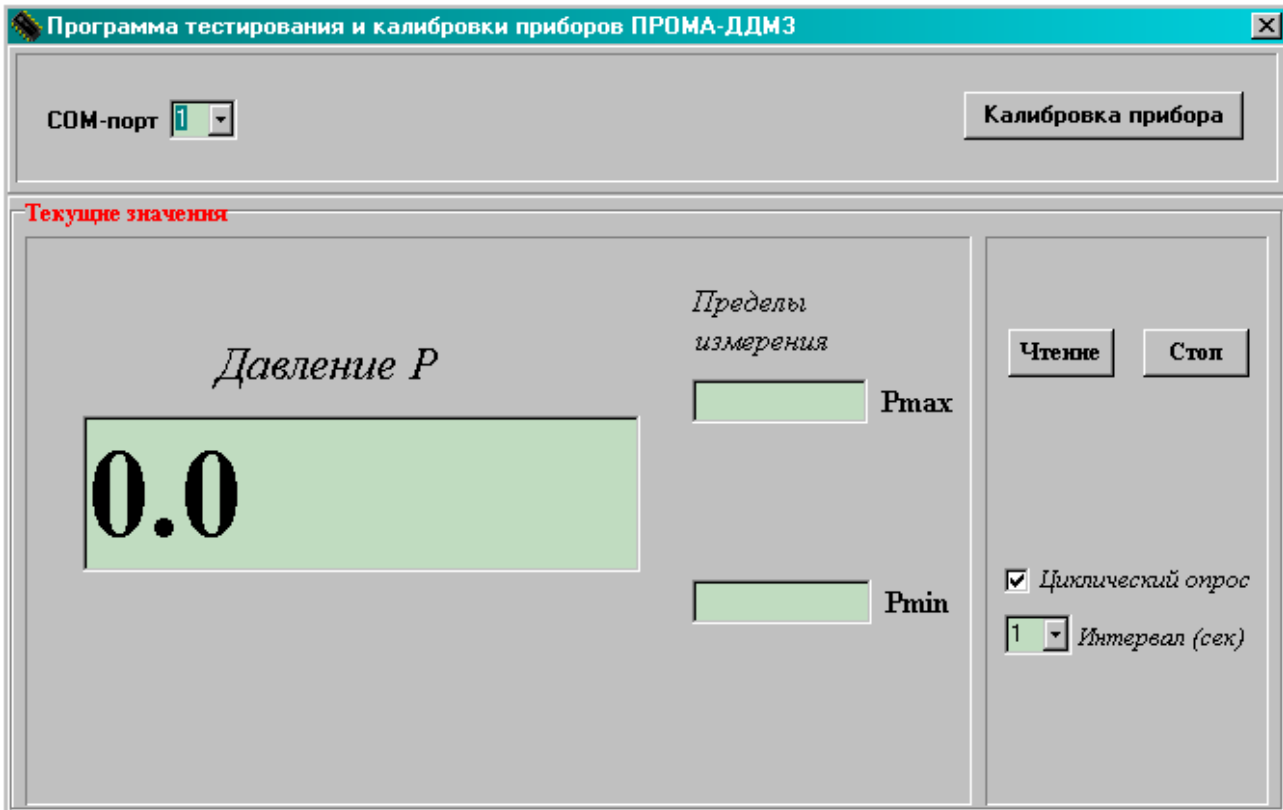 Программа тестирования и калибровки приборов ПРОМА-ДДМЗ
COM-порт 1
Калибровка прибора
Текущие значения
Давление Р
0.0
Пределы
измерения
Pmax
Pmin
Чтение
Стоп
Циклический опрос
1 Интервал (сек)